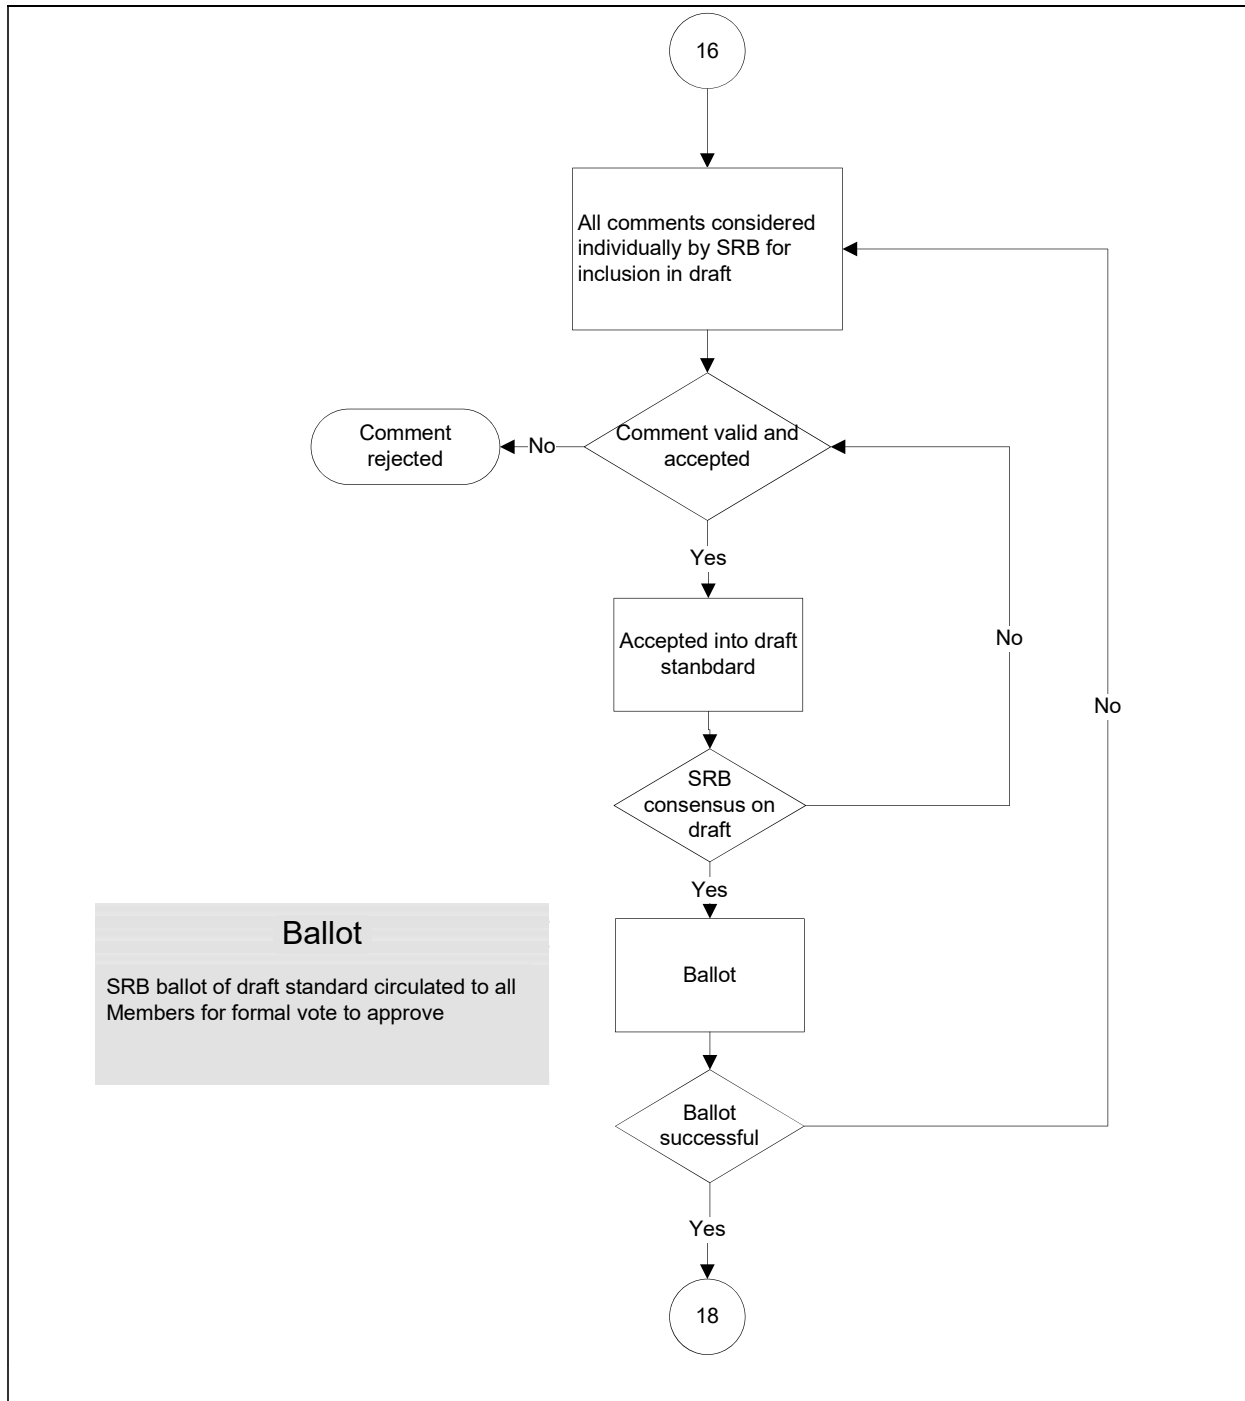 16
All comments considered
individually by SRB for
inclusion in draft
Comment valid and
accepted
No
Comment
rejected
Yes
Accepted into draft
stanbdard
No
SRB
consensus on
draft
No
Yes
Ballot
Ballot
SRB ballot of draft standard circulated to all
Members for formal vote to approve
Ballot
successful
Yes
18